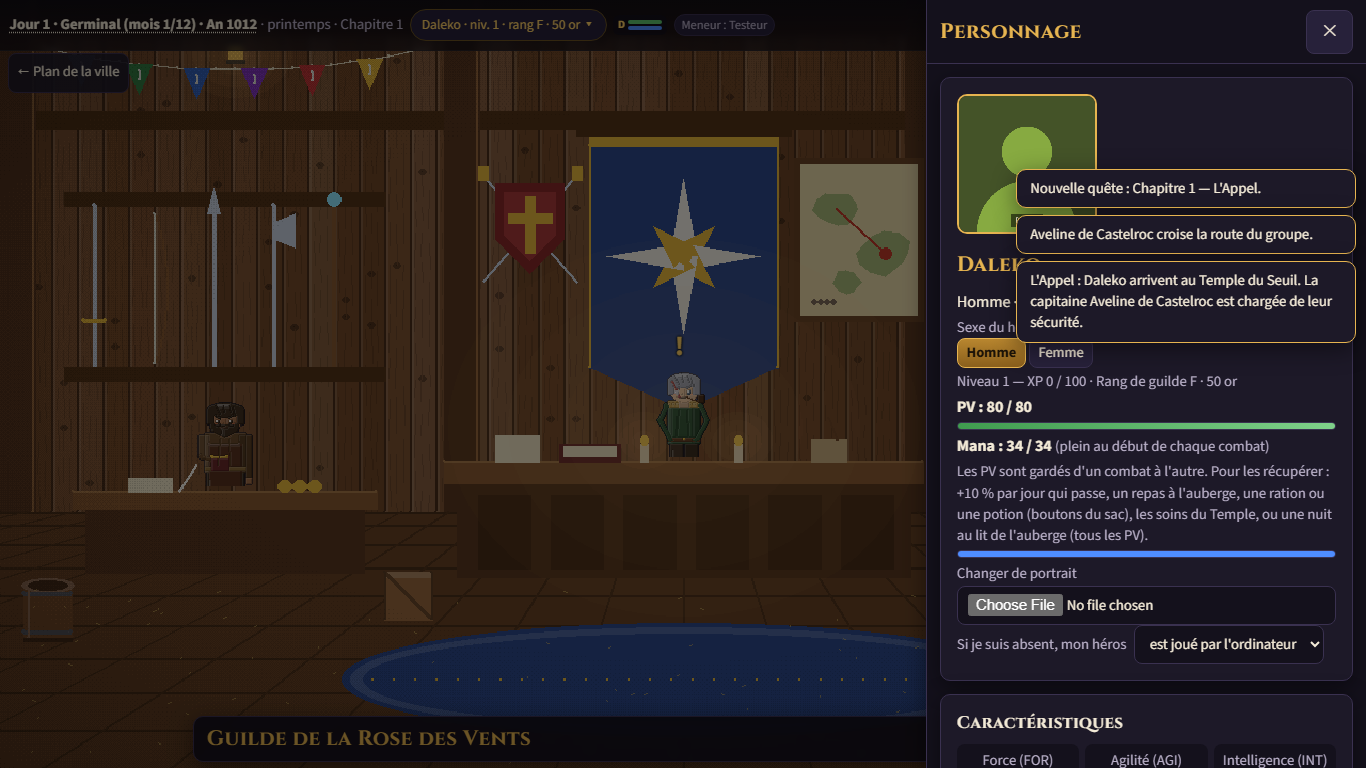 Jour 1 · Germinal (mois 1/12) · An 1012 · printemps · Chapitre 1
Daleko · niv. 1 · rang F · 50 or ▾
D
Meneur : Testeur
← Plan de la ville
Guilde de la Rose des Vents
Personnage
✕
Nouvelle quête : Chapitre 1 — L'Appel.
Aveline de Castelroc croise la route du groupe.
L'Appel : Daleko arrivent au Temple du Seuil. La
capitaine Aveline de Castelroc est chargée de leur
sécurité.
Daleko
Homme ·
Sexe du h
Homme
Femme
Niveau 1 — XP 0 / 100 · Rang de guilde F · 50 or
PV : 80 / 80
Mana : 34 / 34 (plein au début de chaque combat)
Les PV sont gardés d'un combat à l'autre. Pour les récupérer :
+10 % par jour qui passe, un repas à l'auberge, une ration ou
une potion (boutons du sac), les soins du Temple, ou une nuit
au lit de l'auberge (tous les PV).
Changer de portrait
Choose File No file chosen
Si je suis absent, mon héros est joué par l'ordinateur
Caractéristiques
Force (FOR)
Agilité (AGI)
Intelligence (INT)